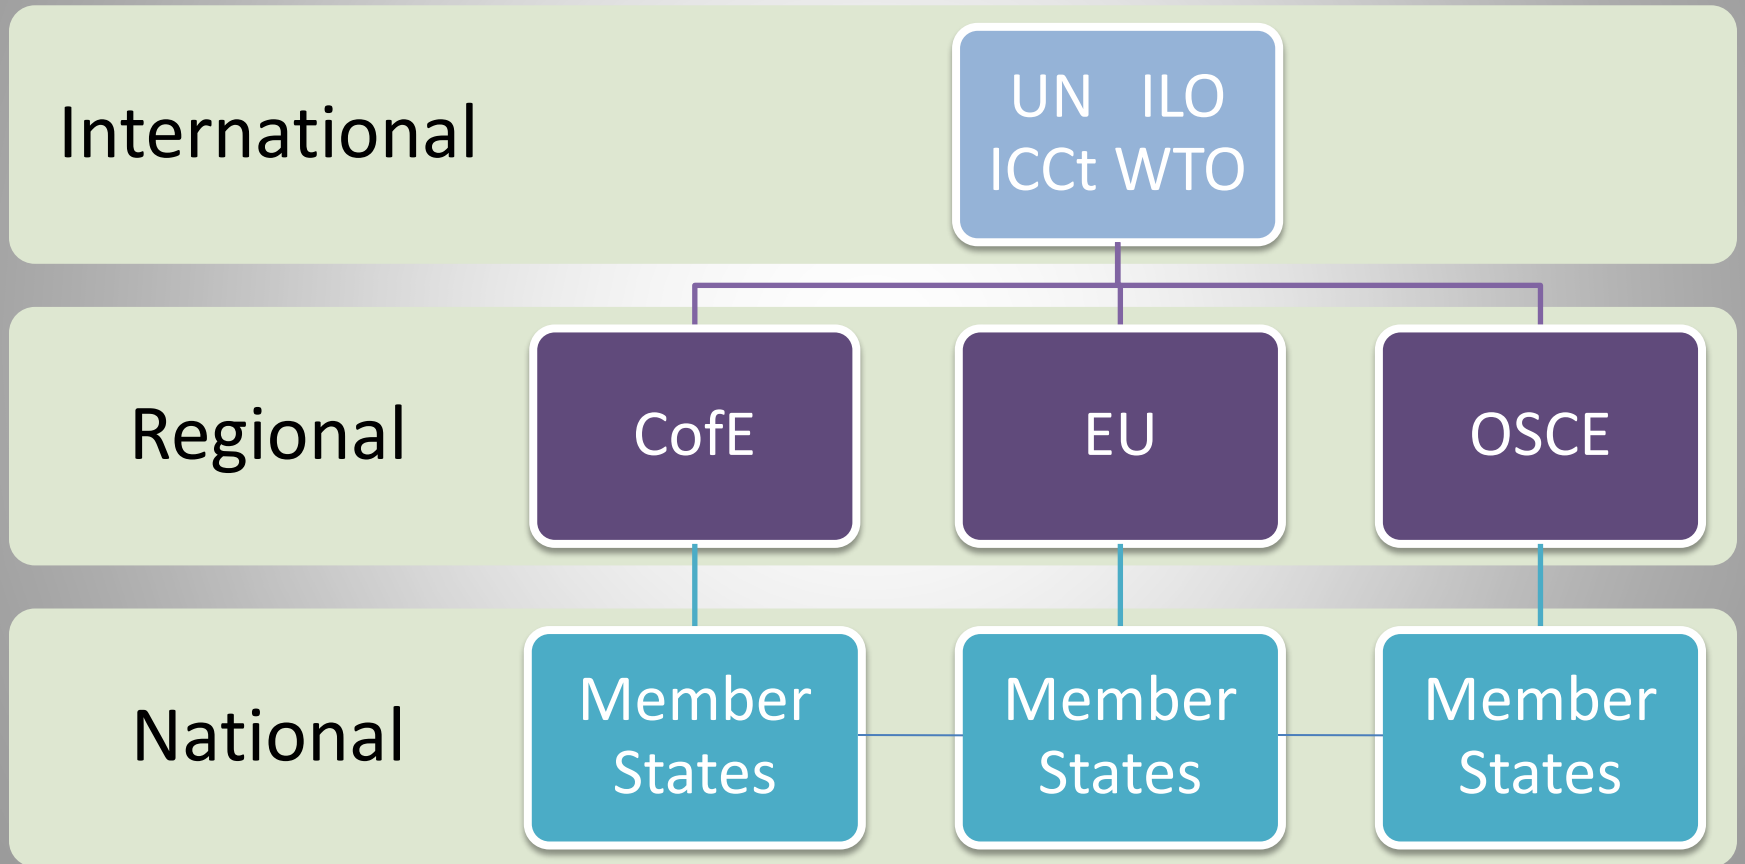 International
UN ILO
ICCt WTO
Regional
CofE
EU
OSCE
National
Member
States
Member
States
Member
States